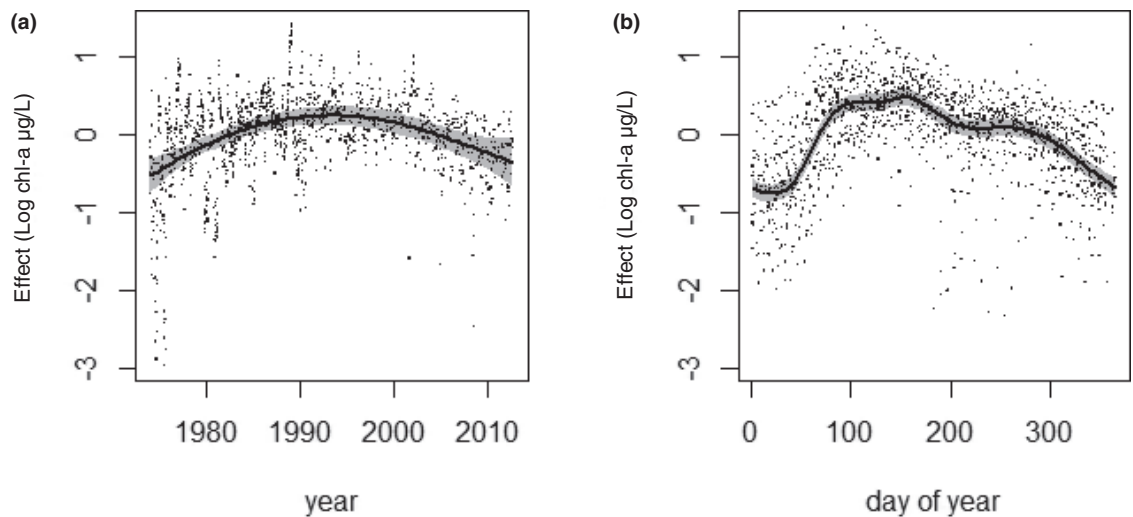 (a)
Effect (Log chl-a µg/L)
1
0
-1
-2
-3
1980 1990 2000 2010
year
(b)
Effect (Log chl-a µg/L)
1
0
-1
-2
-3
0 100 200 300
day of year